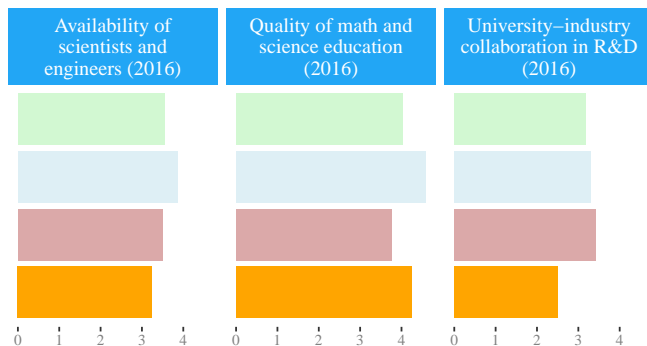 Availability of
scientists and
engineers (2016)
Quality of math and
science education
(2016)
University−industry
collaboration in R&D
(2016)
0 1 2 3 4
0 1 2 3 4
0 1 2 3 4